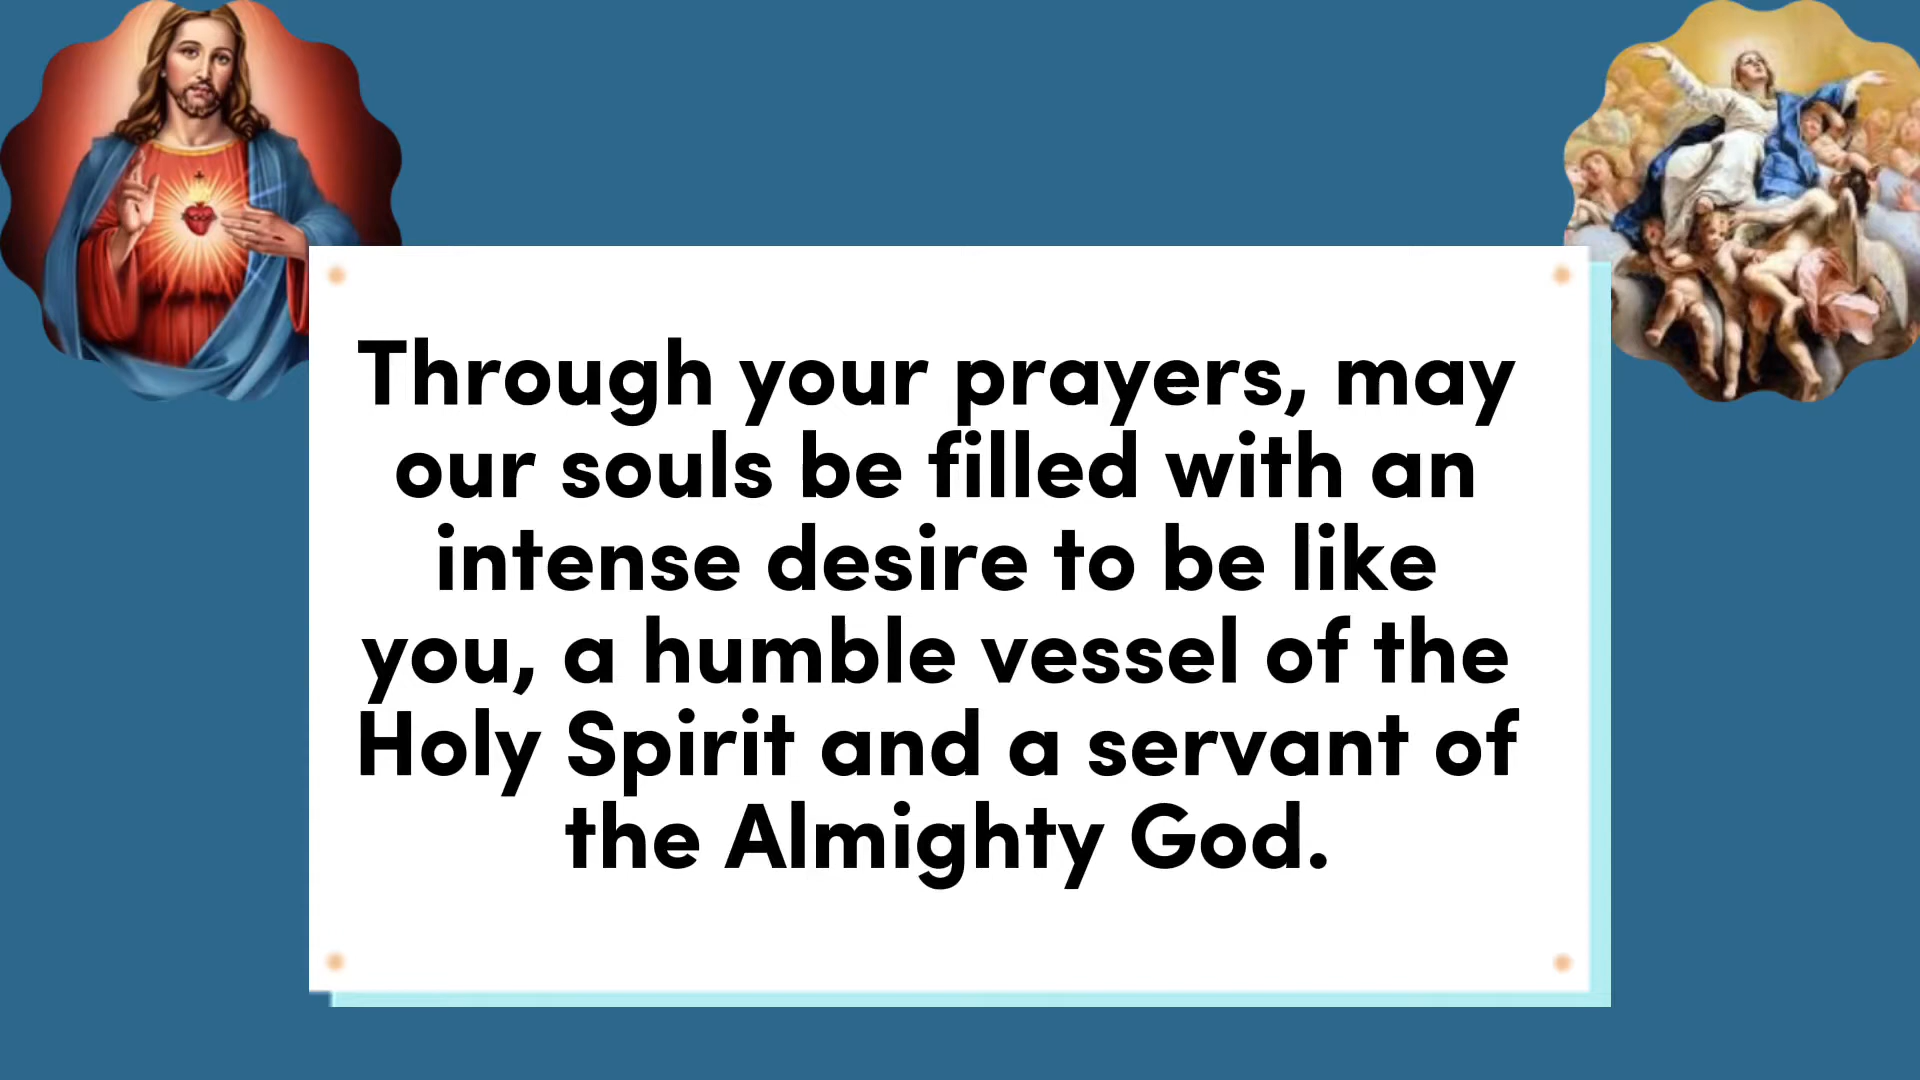 Through your prayers, may
our souls be filled with an
intense desire to be like
you, a humble vessel of the
Holy Spirit and a servant of
the Almighty God.